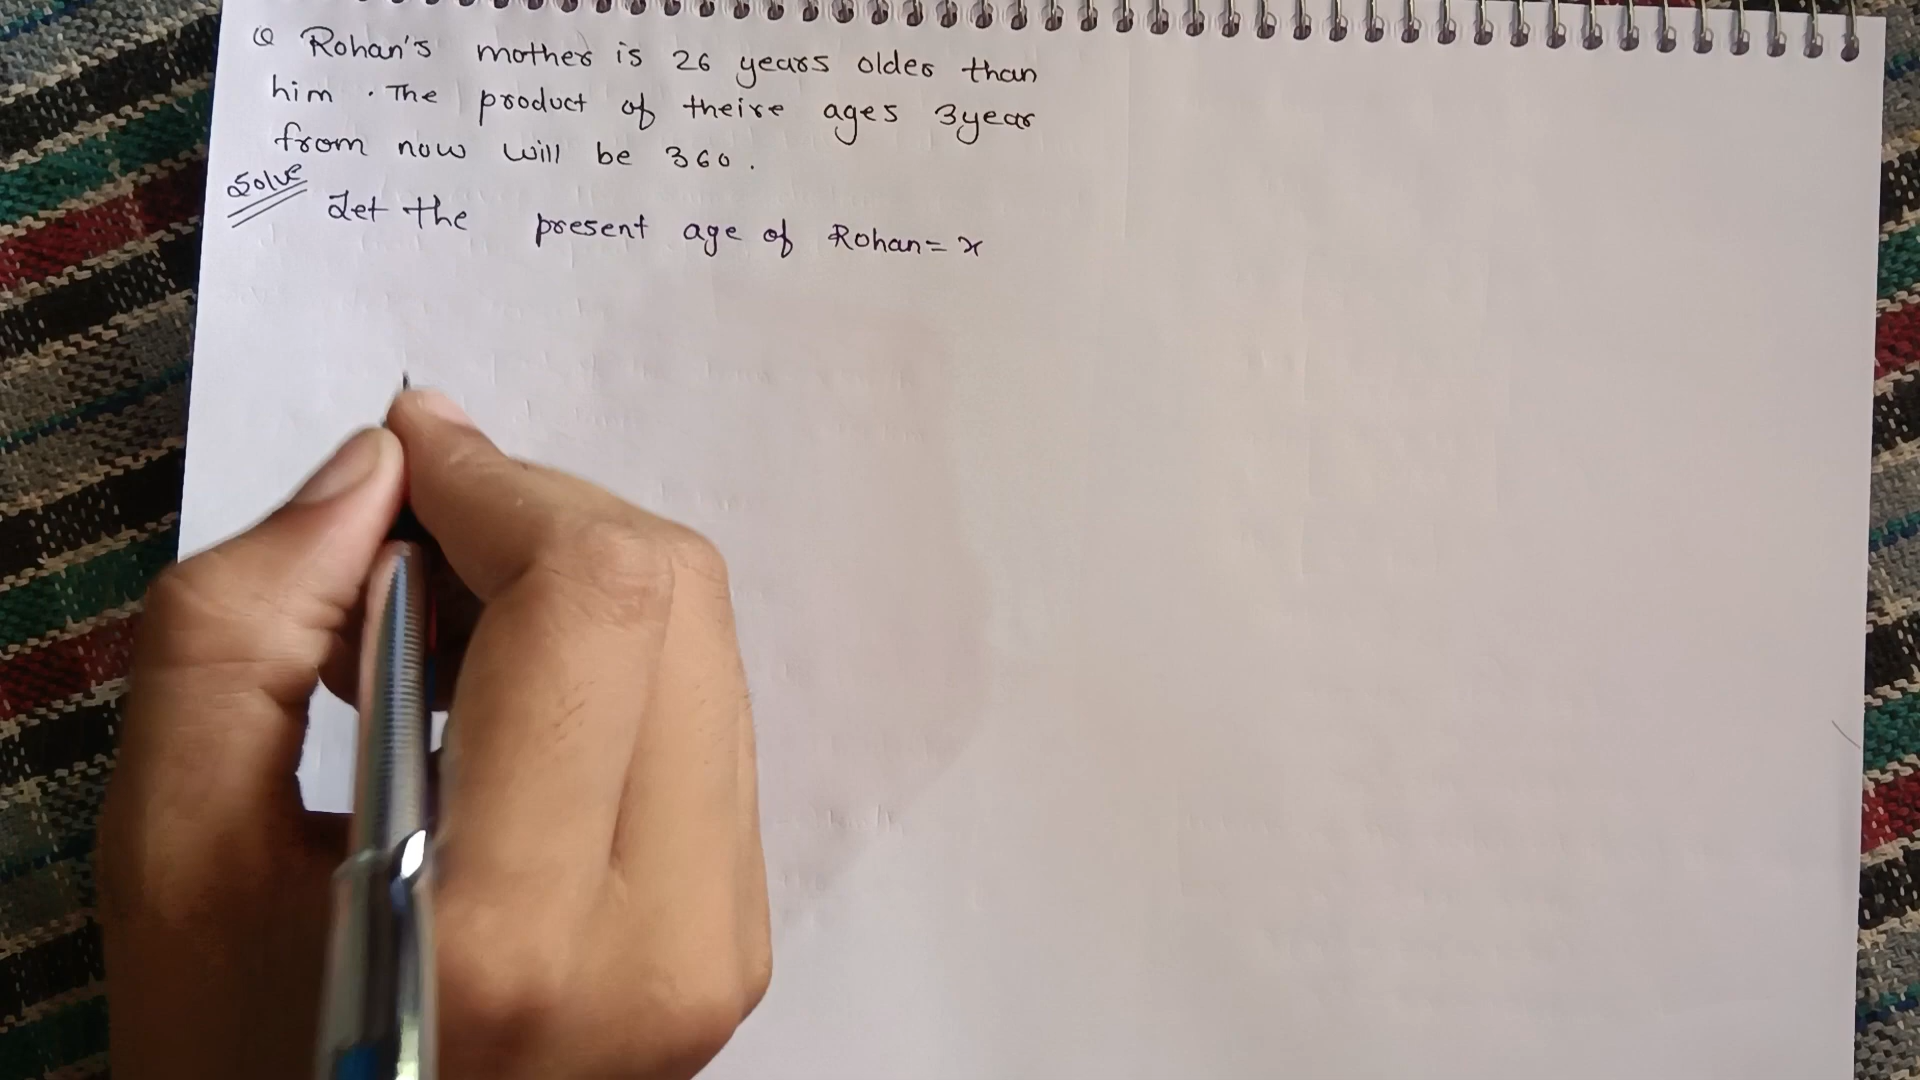 Q Rohan's mother is 26 years older than
him . The product of theire ages 3year
from now will be 360.
Solve
Let the present age of Rohan = x